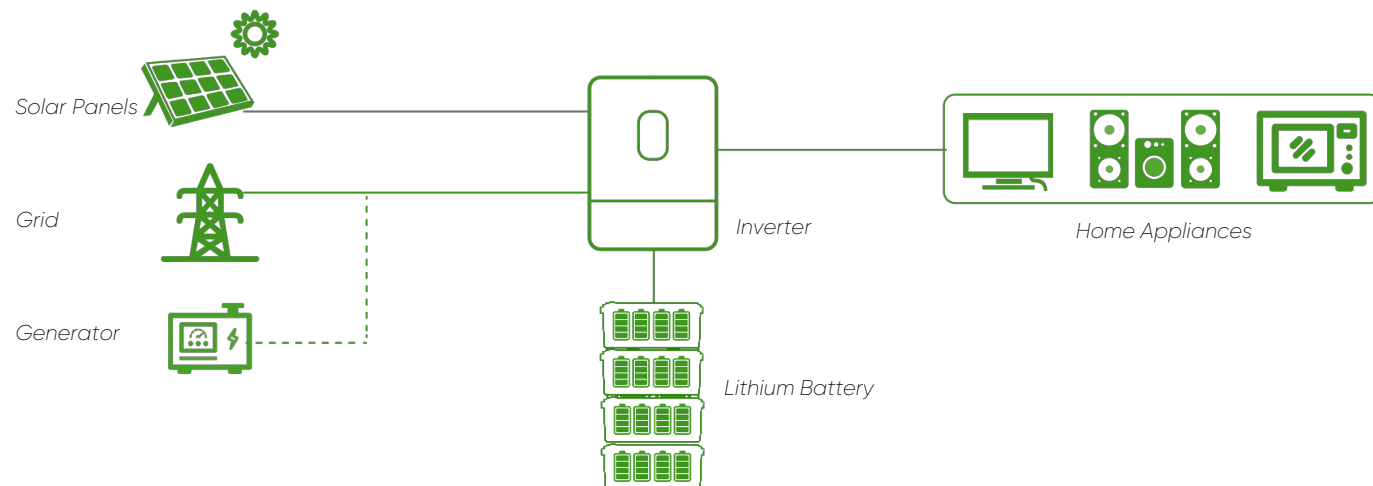 Solar Panels
Grid
Inverter
Home Appliances
Generator
Lithium Battery